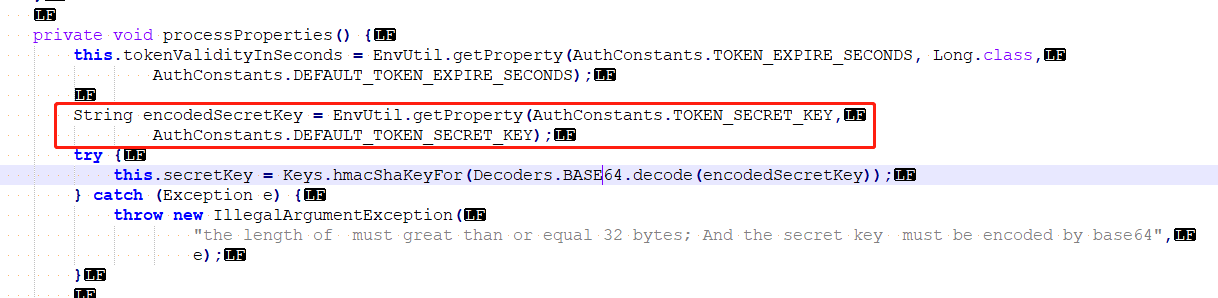 LF
private void processProperties() {LF
this.tokenValidityInSeconds = EnvUtil.getProperty(AuthConstants.TOKEN_EXPIRE_SECONDS, Long.class,LF
AuthConstants.DEFAULT_TOKEN_EXPIRE_SECONDS);LF
LF
String encodedSecretKey = EnvUtil.getProperty(AuthConstants.TOKEN_SECRET_KEY,LF
AuthConstants.DEFAULT_TOKEN_SECRET_KEY);LF
try {LF
this.secretKey = Keys.hmacShaKeyFor(Decoders.BASE64.decode(encodedSecretKey));LF
} catch (Exception e) {LF
throw new IllegalArgumentException(LF
"the length of  must great than or equal 32 bytes; And the secret key  must be encoded by base64",LF
e);LF
}LF
LF